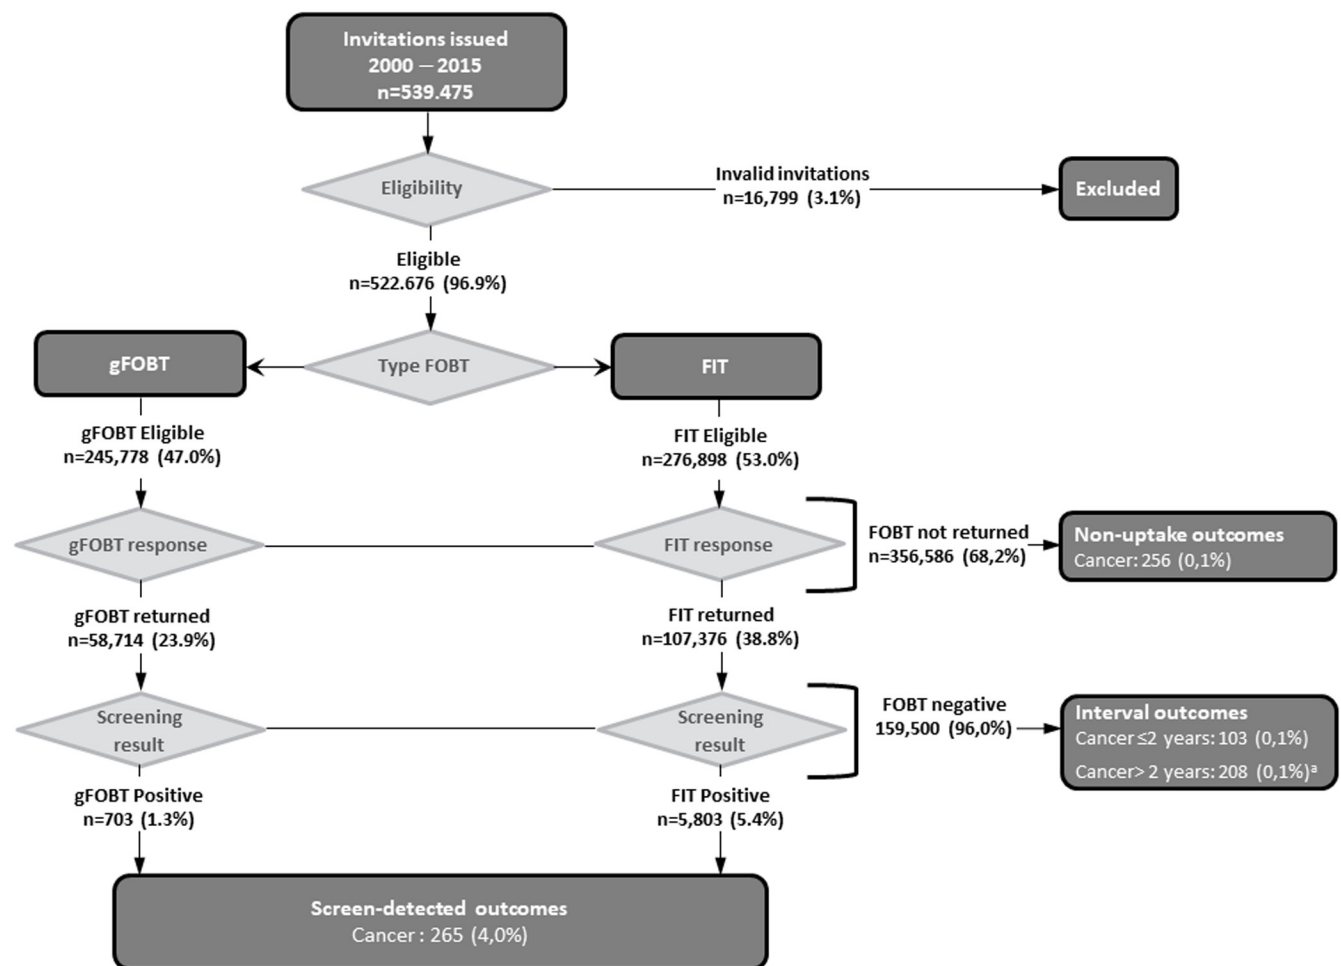 Invitations issued
2000 – 2015
n=539.475
Eligibility
Invalid invitations
n=16,799 (3.1%)
Excluded
Eligible
n=522.676 (96.9%)
gFOBT
Type FOBT
FIT
gFOBT Eligible
n=245,778 (47.0%)
FIT Eligible
n=276,898 (53.0%)
gFOBT response
FIT response
FOBT not returned
n=356,586 (68,2%)
Non-uptake outcomes
Cancer: 256 (0,1%)
gFOBT returned
n=58,714 (23.9%)
FIT returned
n=107,376 (38.8%)
Screening
result
Screening
result
FOBT negative
159,500 (96,0%)
Interval outcomes
Cancer ≤2 years: 103 (0,1%)
Cancer> 2 years: 208 (0,1%)ª
gFOBT Positive
n=703 (1.3%)
FIT Positive
n=5,803 (5.4%)
Screen-detected outcomes
Cancer : 265 (4,0%)